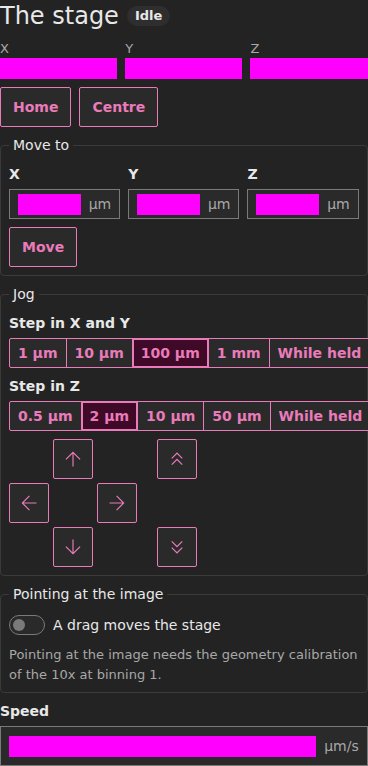 The stage Idle
X Y Z
Home Centre
Move to
X Y Z
µm µm µm
Move
Jog
Step in X and Y
1 µm 10 µm 100 µm 1 mm While held
Step in Z
0.5 µm 2 µm 10 µm 50 µm While held
Pointing at the image
A drag moves the stage
Pointing at the image needs the geometry calibration
of the 10x at binning 1.
Speed
µm/s